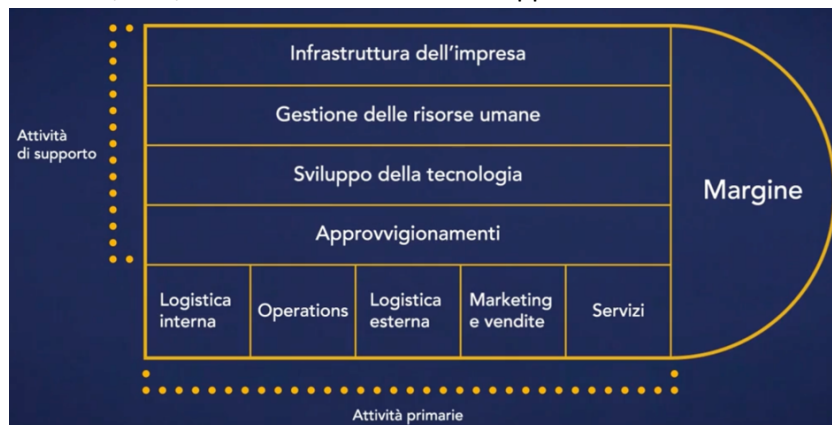 Infrastruttura dell'impresa
Gestione delle risorse umane
Attività
di supporto
Sviluppo della tecnologia
Margine
Approvvigionamenti
Logistica
interna
Operations
Logistica
esterna
Marketing
e vendite
Servizi
Attività primarie